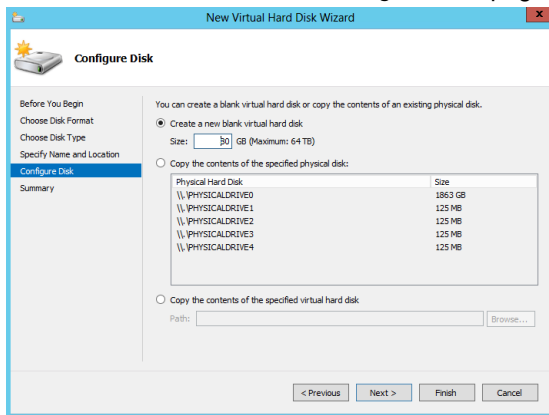 New Virtual Hard Disk Wizard
x
Configure Disk
Before You Begin
Choose Disk Format
Choose Disk Type
Specify Name and Location
Configure Disk
Summary
You can create a blank virtual hard disk or copy the contents of an existing physical disk.
Create a new blank virtual hard disk
Size: 30 GB (Maximum: 64 TB)
Copy the contents of the specified physical disk:
Physical Hard Disk Size
\\.\PHYSICALDRIVE0 1863 GB
\\.\PHYSICALDRIVE1 125 MB
\\.\PHYSICALDRIVE2 125 MB
\\.\PHYSICALDRIVE3 125 MB
\\.\PHYSICALDRIVE4 125 MB
Copy the contents of the specified virtual hard disk
Path: Browse...
< Previous Next > Finish Cancel